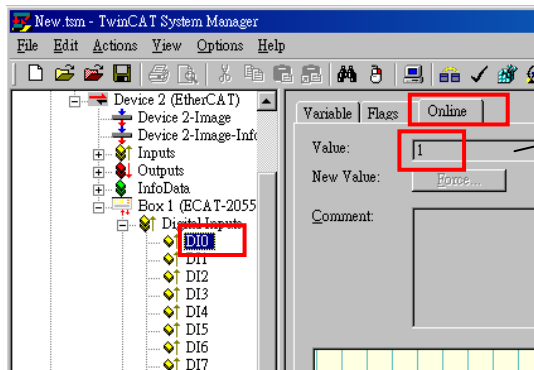 New.tsm - TwinCAT System Manager
File Edit Actions View Options Help
Device 2 (EtherCAT)
Device 2-Image
Device 2-Image-Info
Inputs
Outputs
InfoData
Box 1 (ECAT-2055
Digital Inputs
DI0
DI1
DI2
DI3
DI4
DI5
DI6
DI7
Variable Flags Online
Value: 1
New Value: Force...
Comment: